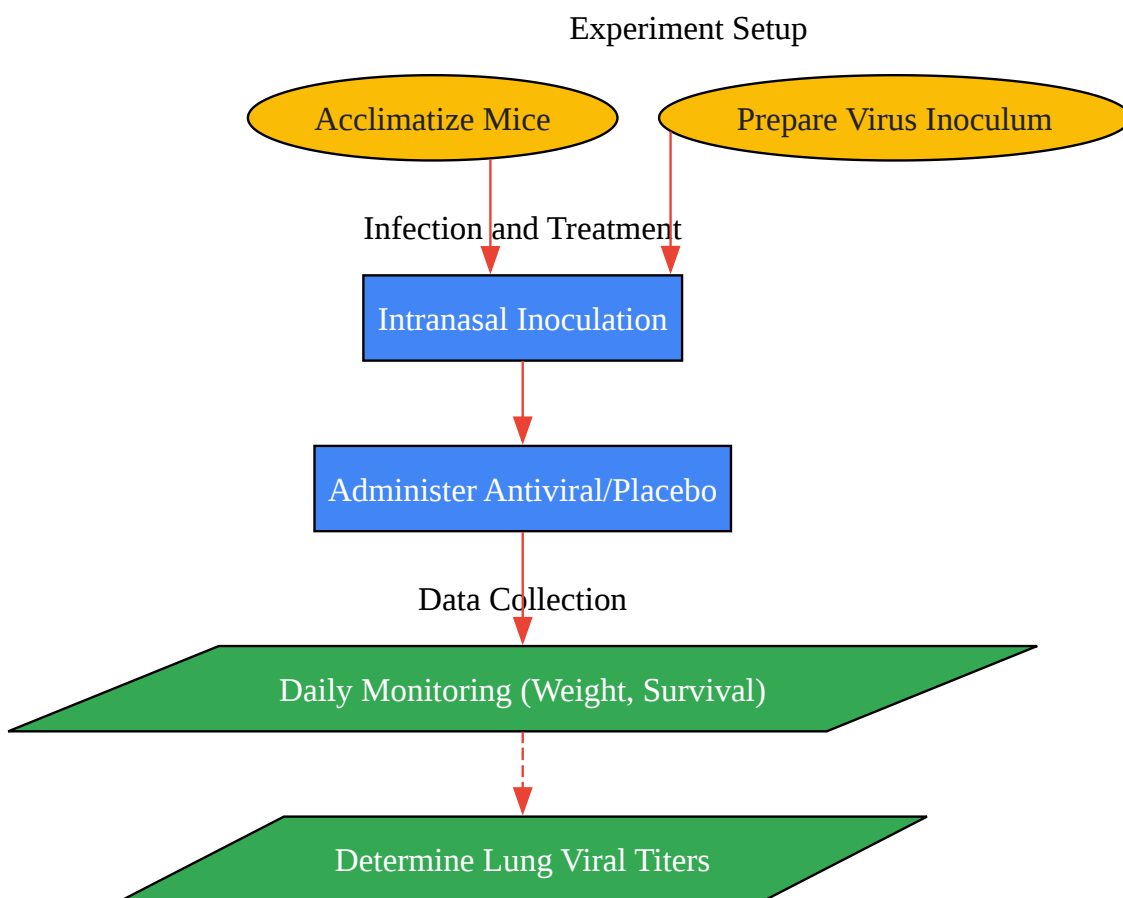 Experiment Setup
Acclimatize Mice
Prepare Virus Inoculum
Infection and Treatment
Intranasal Inoculation
Administer Antiviral/Placebo
Data Collection
Daily Monitoring (Weight, Survival)
Determine Lung Viral Titers